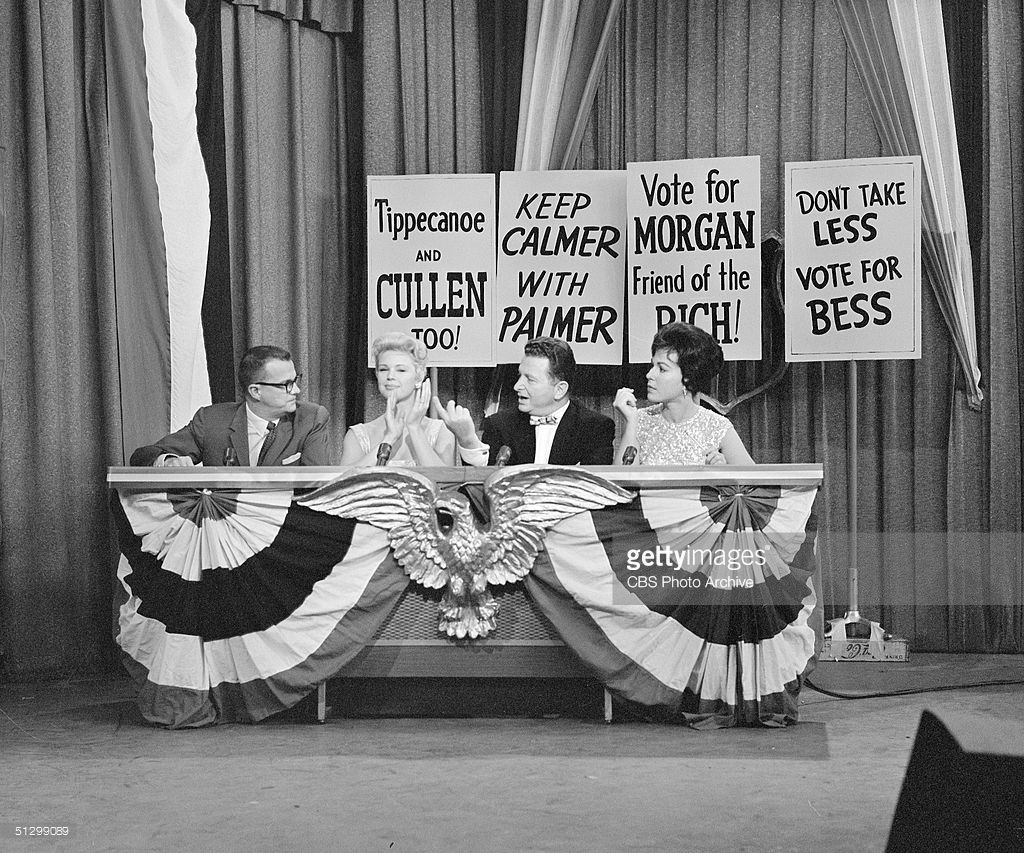 Tippecanoe
AND
CULLEN
TOO!
KEEP
CALMER
WITH
PALMER
Vote for
MORGAN
Friend of the
RICH!
DON'T TAKE
LESS
VOTE FOR
BESS
gettyimages
CBS Photo Archive
51299089